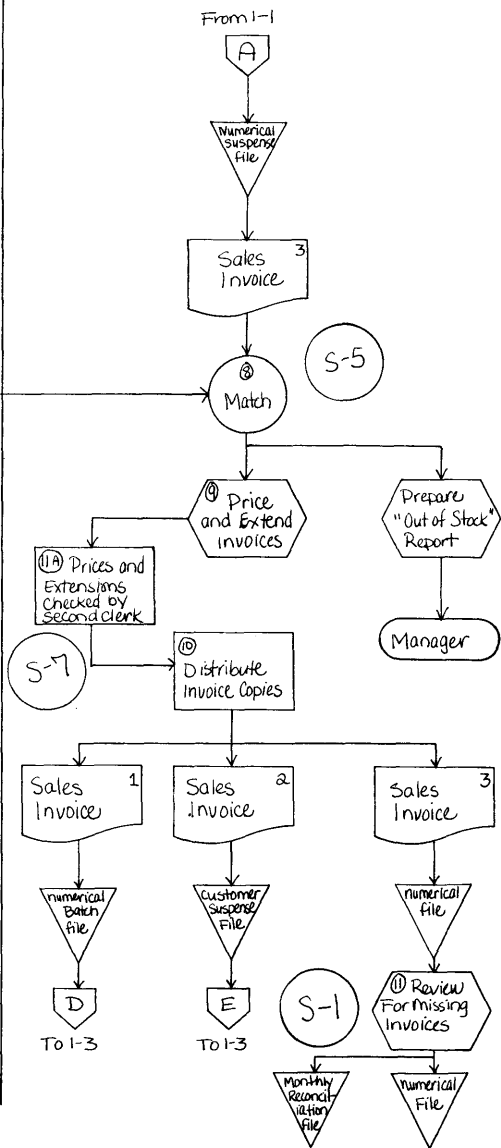 From 1-1
A
Numerical
suspense
file
3
Sales
Invoice
S-5
8
Match
9 Price
and Extend
invoices
Prepare
"Out of Stock"
Report
11A Prices and
Extensions
Checked by
second clerk
Manager
S-7
10
Distribute
Invoice Copies
1
Sales
Invoice
2
Sales
Invoice
3
Sales
Invoice
numerical
Batch
file
Customer
Suspense
File
numerical
file
D
E
S-1
11 Review
For Missing
Invoices
To 1-3
To 1-3
Monthly
Reconcil-
iation
file
numerical
File